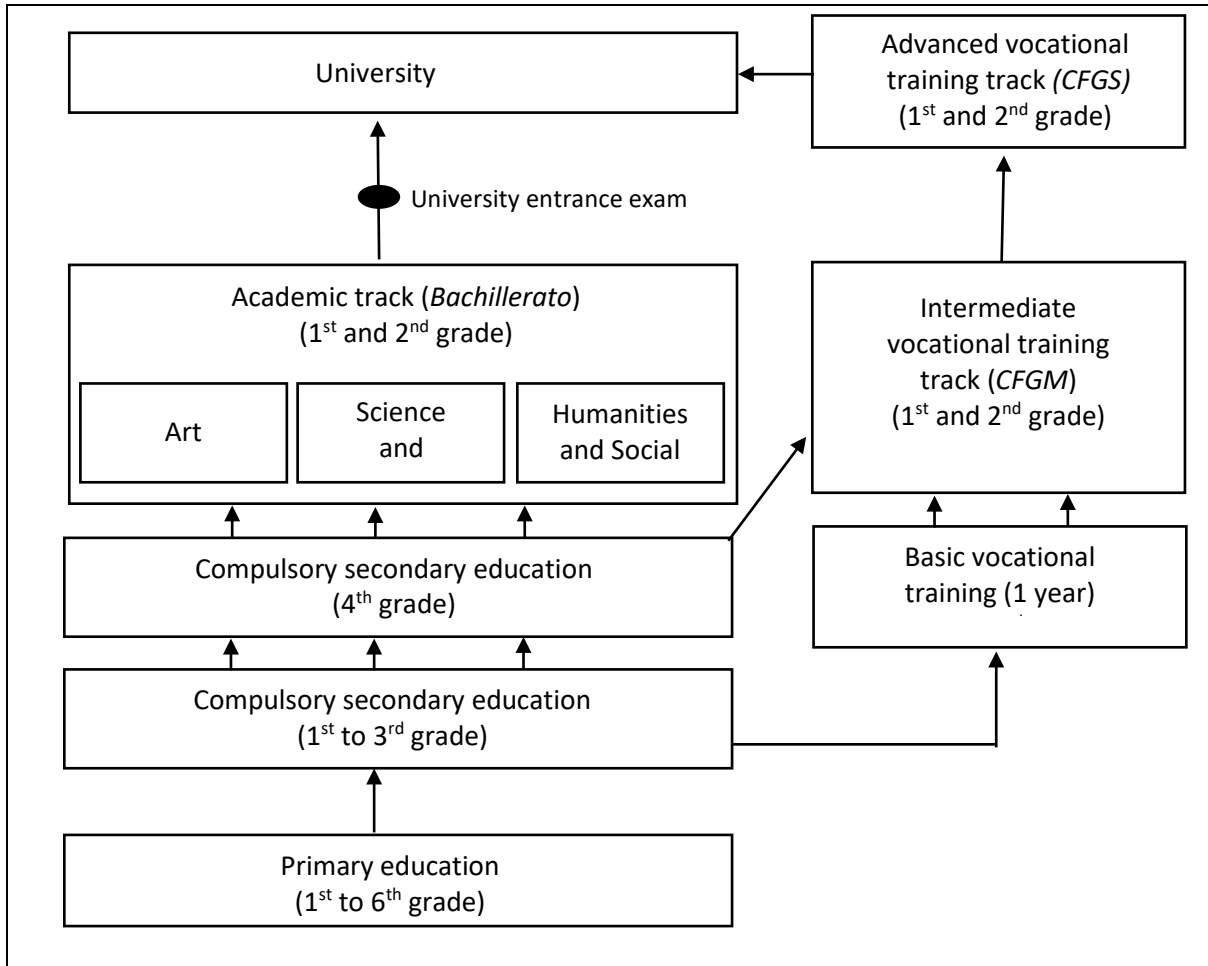 University
Advanced vocational
training track (CFGS)
(1st and 2nd grade)
University entrance exam
Academic track (Bachillerato)
(1st and 2nd grade)
Art
Science
and
Humanities
and Social
Intermediate
vocational training
track (CFGM)
(1st and 2nd grade)
Compulsory secondary education
(4th grade)
Basic vocational
training (1 year)
Compulsory secondary education
(1st to 3rd grade)
Primary education
(1st to 6th grade)